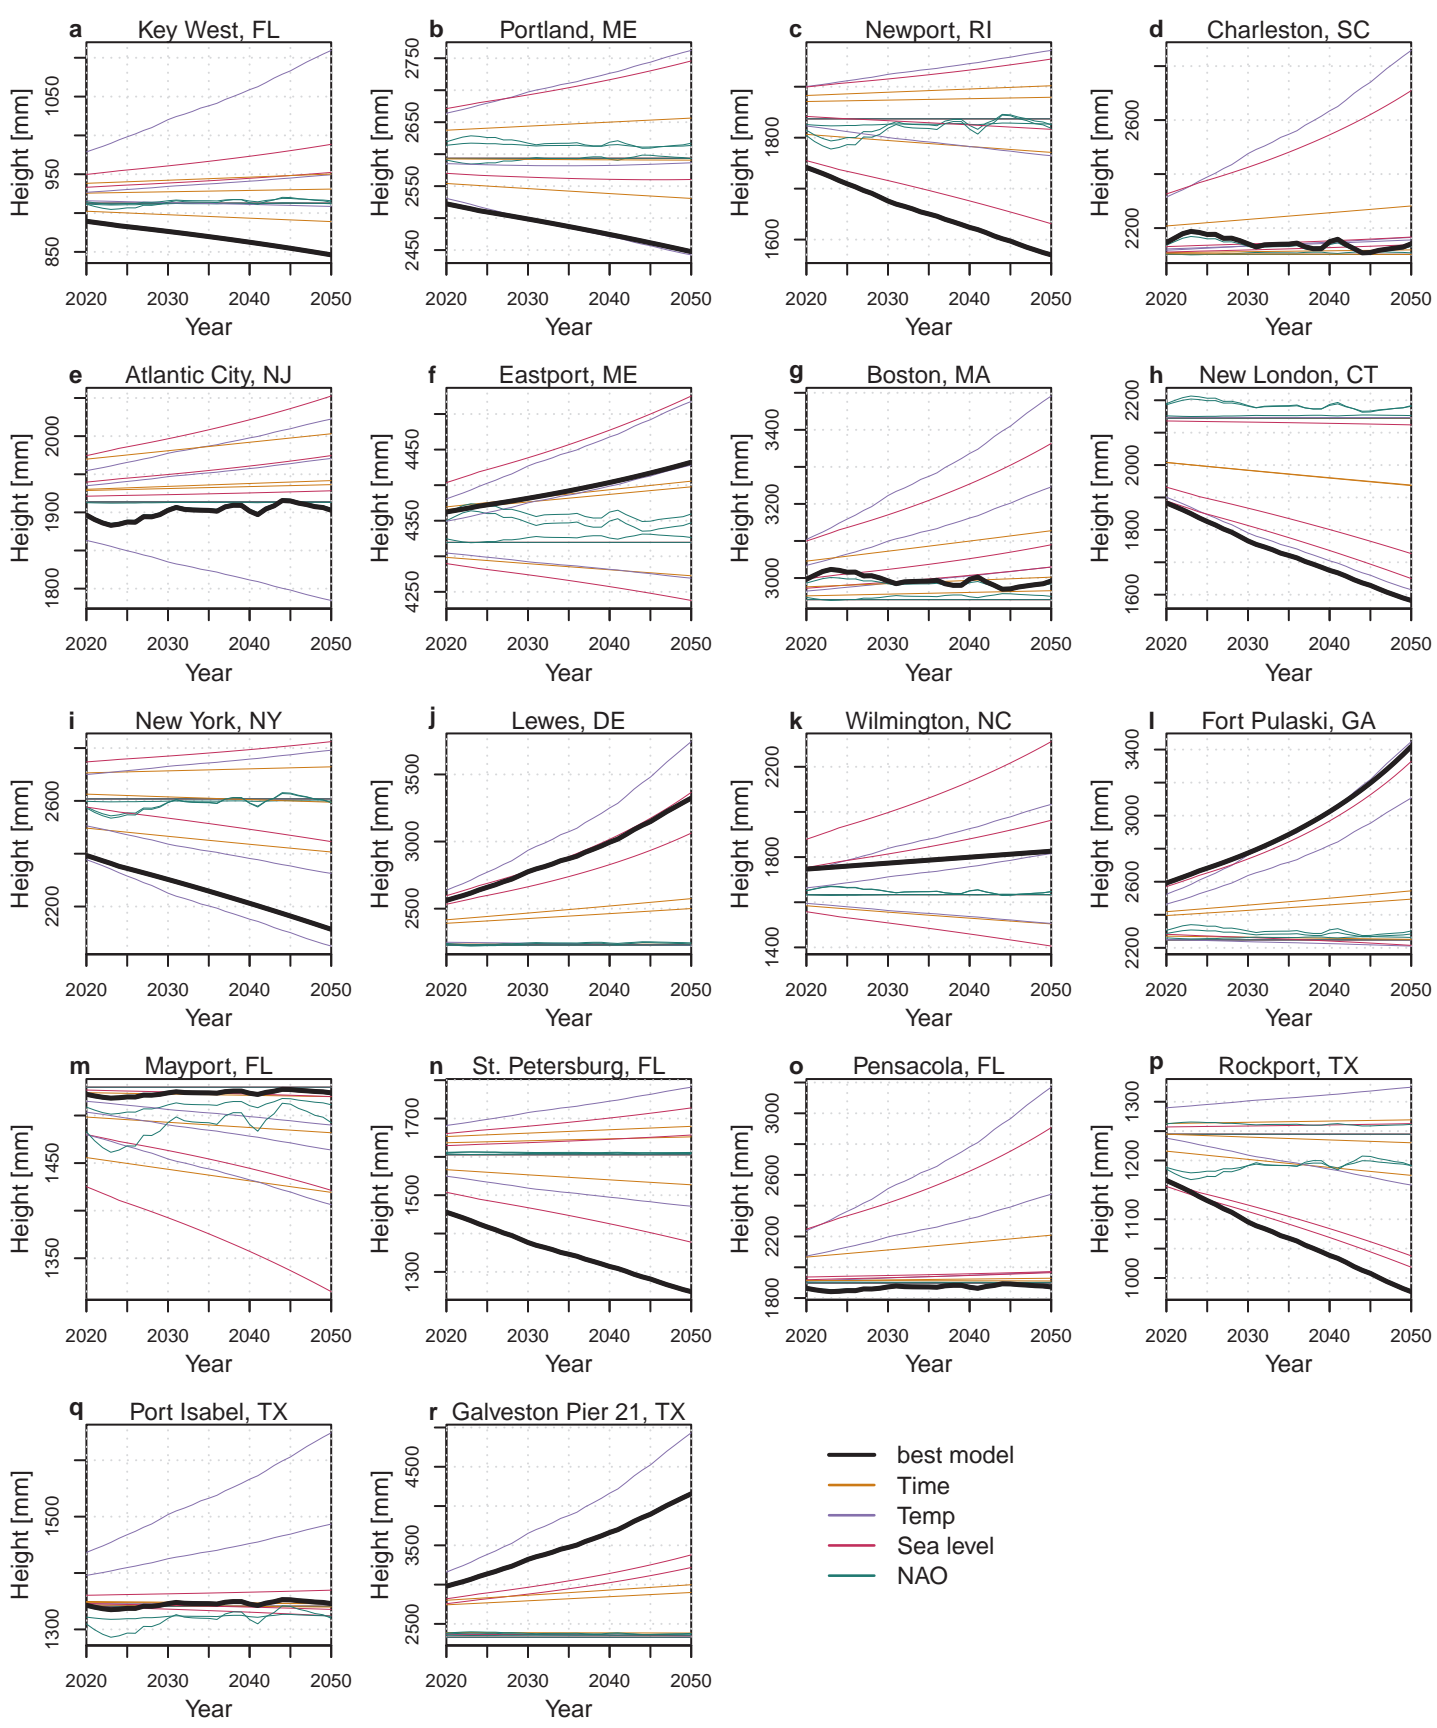 a Key West, FL
Height [mm]
850 950 1050
2020 2030 2040 2050
Year
b Portland, ME
Height [mm]
2450 2550 2650 2750
2020 2030 2040 2050
Year
c Newport, RI
Height [mm]
1600 1800
2020 2030 2040 2050
Year
d Charleston, SC
Height [mm]
2200 2600
2020 2030 2040 2050
Year
e Atlantic City, NJ
Height [mm]
1800 1900 2000
2020 2030 2040 2050
Year
f Eastport, ME
Height [mm]
4250 4350 4450
2020 2030 2040 2050
Year
g Boston, MA
Height [mm]
3000 3200 3400
2020 2030 2040 2050
Year
h New London, CT
Height [mm]
1600 1800 2000 2200
2020 2030 2040 2050
Year
i New York, NY
Height [mm]
2200 2600
2020 2030 2040 2050
Year
j Lewes, DE
Height [mm]
2500 3000 3500
2020 2030 2040 2050
Year
k Wilmington, NC
Height [mm]
1400 1800 2200
2020 2030 2040 2050
Year
l Fort Pulaski, GA
Height [mm]
2200 2600 3000 3400
2020 2030 2040 2050
Year
m Mayport, FL
Height [mm]
1350 1450
2020 2030 2040 2050
Year
n St. Petersburg, FL
Height [mm]
1300 1500 1700
2020 2030 2040 2050
Year
o Pensacola, FL
Height [mm]
1800 2200 2600 3000
2020 2030 2040 2050
Year
p Rockport, TX
Height [mm]
1000 1100 1200 1300
2020 2030 2040 2050
Year
q Port Isabel, TX
Height [mm]
1300 1500
2020 2030 2040 2050
Year
r Galveston Pier 21, TX
Height [mm]
2500 3500 4500
2020 2030 2040 2050
Year
best model
Time
Temp
Sea level
NAO